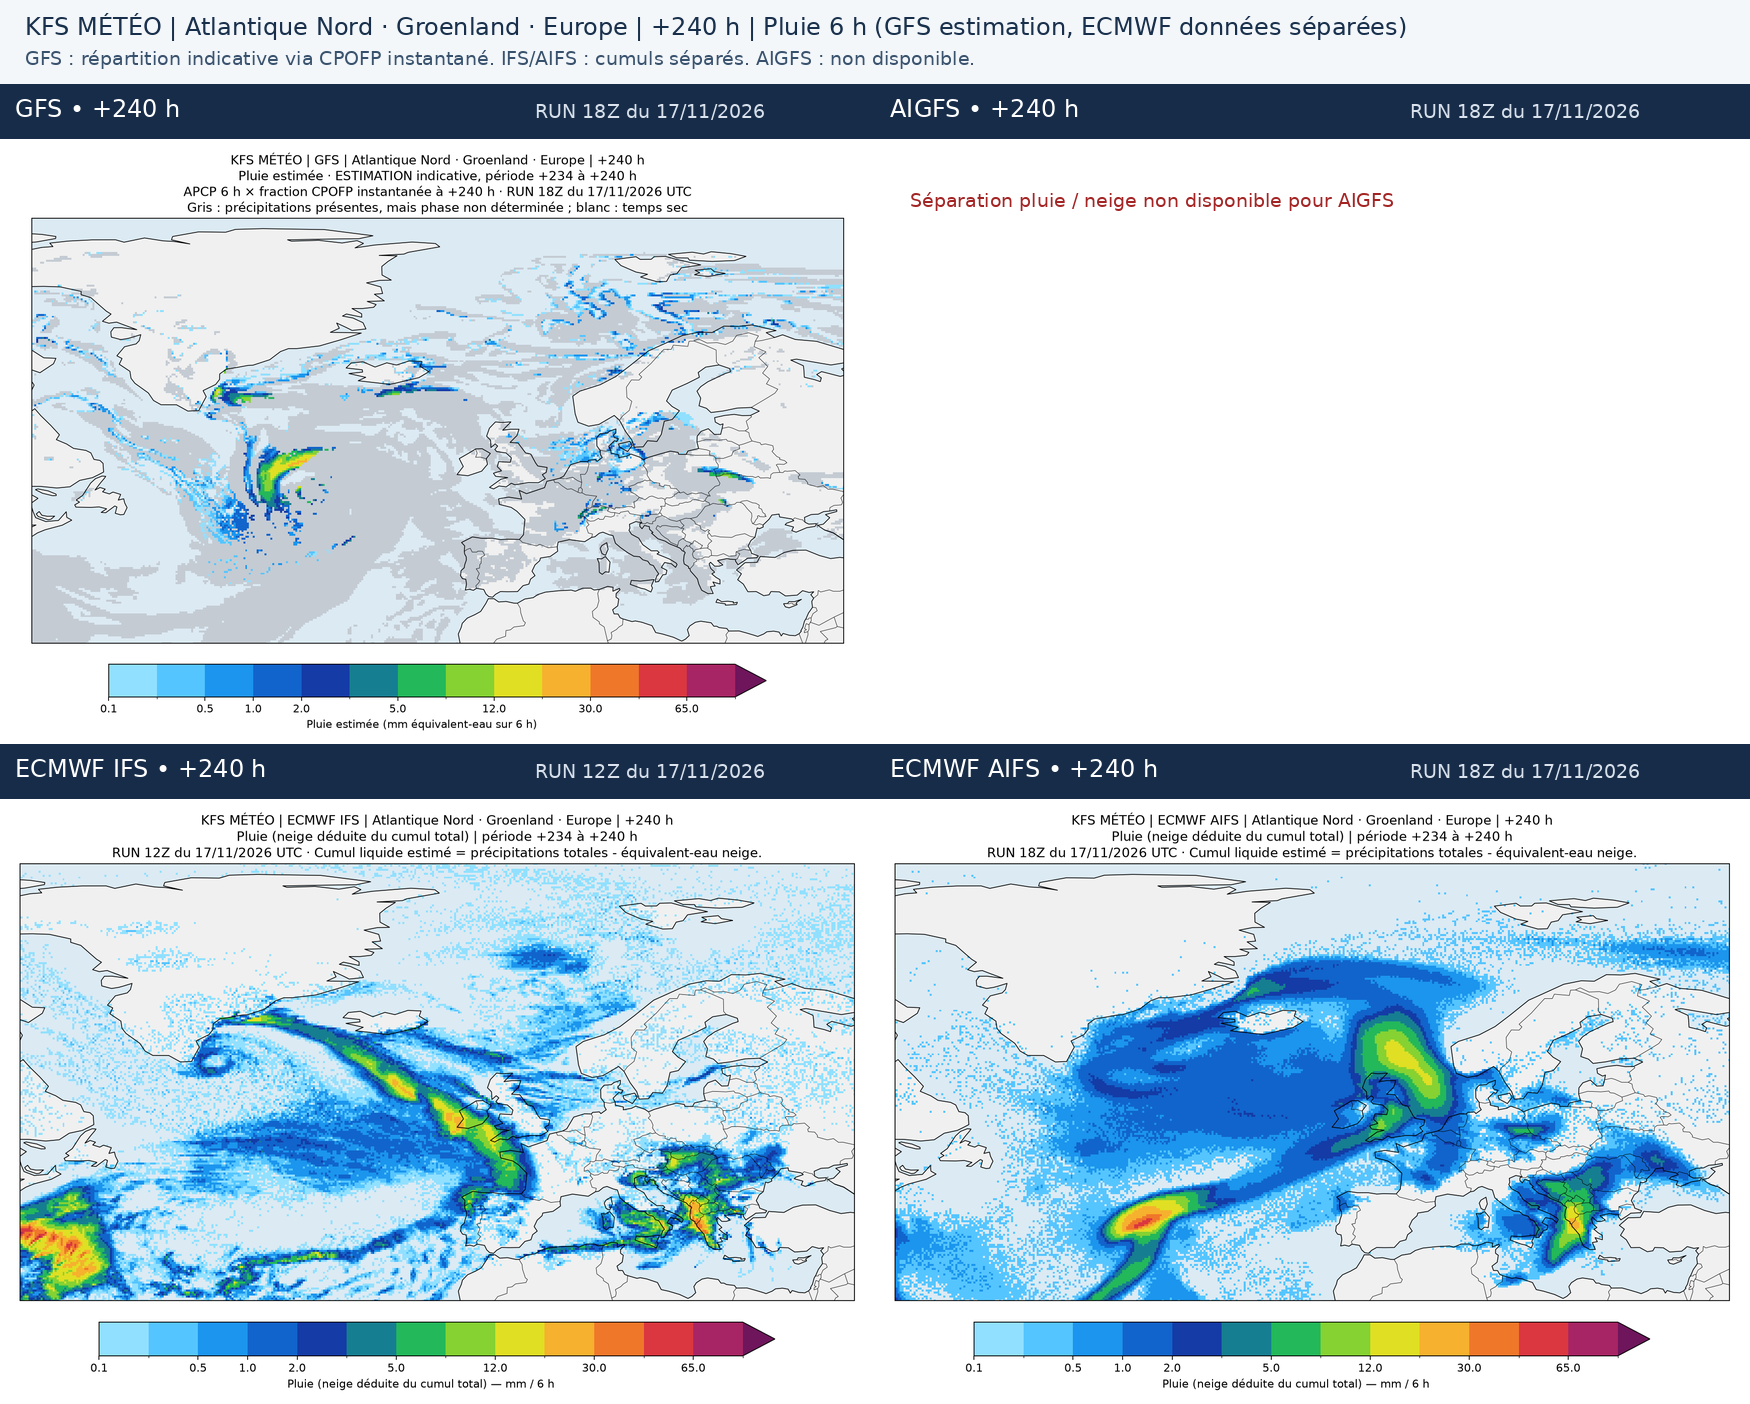 KFS MÉTÉO | Atlantique Nord · Groenland · Europe | +240 h | Pluie 6 h (GFS estimation, ECMWF données séparées)
GFS : répartition indicative via CPOFP instantané. IFS/AIFS : cumuls séparés. AIGFS : non disponible.
GFS • +240 h
RUN 18Z du 17/11/2026
AIGFS • +240 h
RUN 18Z du 17/11/2026
KFS MÉTÉO | GFS | Atlantique Nord · Groenland · Europe | +240 h
Pluie estimée · ESTIMATION indicative, période +234 à +240 h
APCP 6 h × fraction CPOFP instantanée à +240 h · RUN 18Z du 17/11/2026 UTC
Gris : précipitations présentes, mais phase non déterminée ; blanc : temps sec
Séparation pluie / neige non disponible pour AIGFS
0.1 0.5 1.0 2.0 5.0 12.0 30.0 65.0
Pluie estimée (mm équivalent-eau sur 6 h)
ECMWF IFS • +240 h
RUN 12Z du 17/11/2026
ECMWF AIFS • +240 h
RUN 18Z du 17/11/2026
KFS MÉTÉO | ECMWF IFS | Atlantique Nord · Groenland · Europe | +240 h
Pluie (neige déduite du cumul total) | période +234 à +240 h
RUN 12Z du 17/11/2026 UTC · Cumul liquide estimé = précipitations totales - équivalent-eau neige.
KFS MÉTÉO | ECMWF AIFS | Atlantique Nord · Groenland · Europe | +240 h
Pluie (neige déduite du cumul total) | période +234 à +240 h
RUN 18Z du 17/11/2026 UTC · Cumul liquide estimé = précipitations totales - équivalent-eau neige.
0.1 0.5 1.0 2.0 5.0 12.0 30.0 65.0
Pluie (neige déduite du cumul total) — mm / 6 h
0.1 0.5 1.0 2.0 5.0 12.0 30.0 65.0
Pluie (neige déduite du cumul total) — mm / 6 h